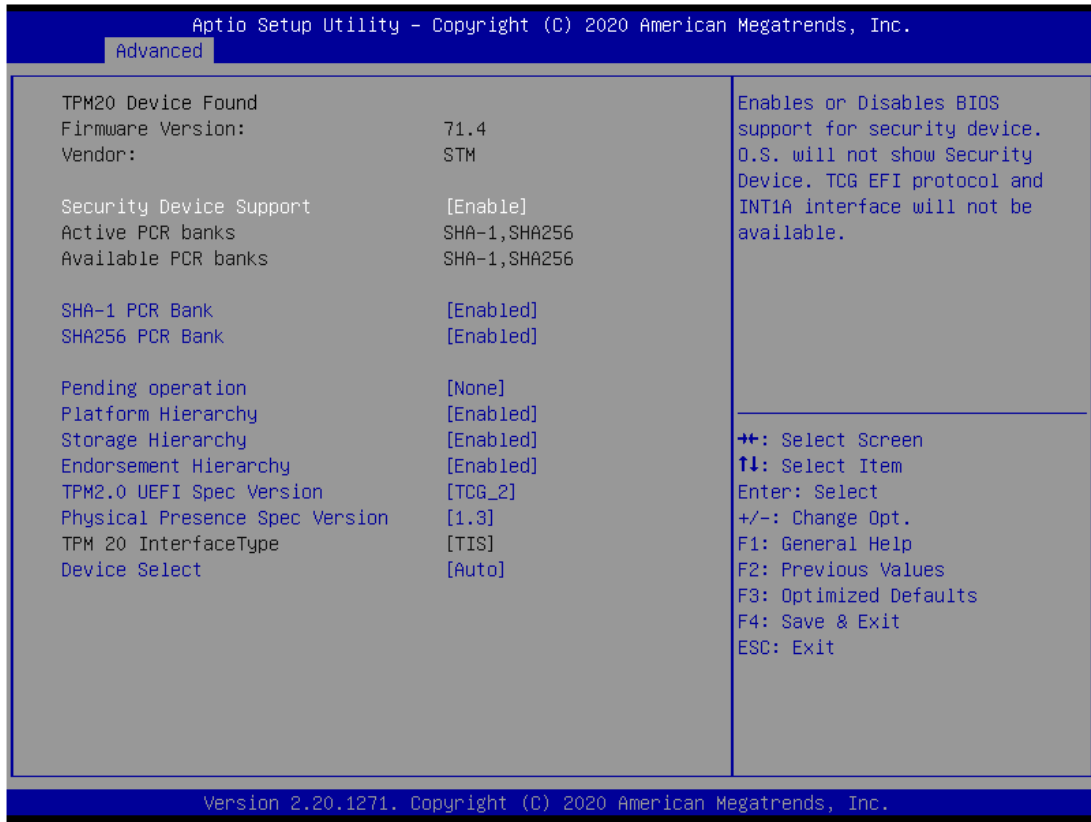 Aptio Setup Utility – Copyright (C) 2020 American Megatrends, Inc.
Advanced
TPM20 Device Found
Firmware Version: 71.4
Vendor: STM
Security Device Support [Enable]
Active PCR banks SHA-1,SHA256
Available PCR banks SHA-1,SHA256
SHA-1 PCR Bank [Enabled]
SHA256 PCR Bank [Enabled]
Pending operation [None]
Platform Hierarchy [Enabled]
Storage Hierarchy [Enabled]
Endorsement Hierarchy [Enabled]
TPM2.0 UEFI Spec Version [TCG_2]
Physical Presence Spec Version [1.3]
TPM 20 InterfaceType [TIS]
Device Select [Auto]
Enables or Disables BIOS
support for security device.
O.S. will not show Security
Device. TCG EFI protocol and
INT1A interface will not be
available.
→←: Select Screen
↑↓: Select Item
Enter: Select
+/-: Change Opt.
F1: General Help
F2: Previous Values
F3: Optimized Defaults
F4: Save & Exit
ESC: Exit
Version 2.20.1271. Copyright (C) 2020 American Megatrends, Inc.